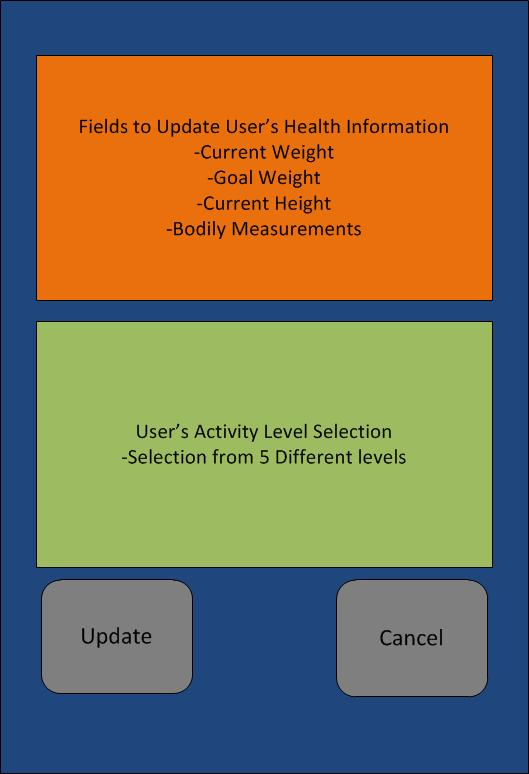 Fields to Update User’s Health Information
-Current Weight
-Goal Weight
-Current Height
-Bodily Measurements
User’s Activity Level Selection
-Selection from 5 Different levels
Update
Cancel